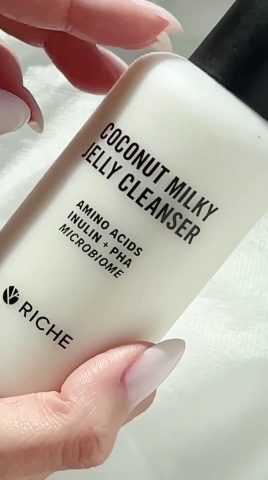 COCONUT MILKY
JELLY CLEANSER
AMINO ACIDS
INULIN + PHA
MICROBIOME
RICHE